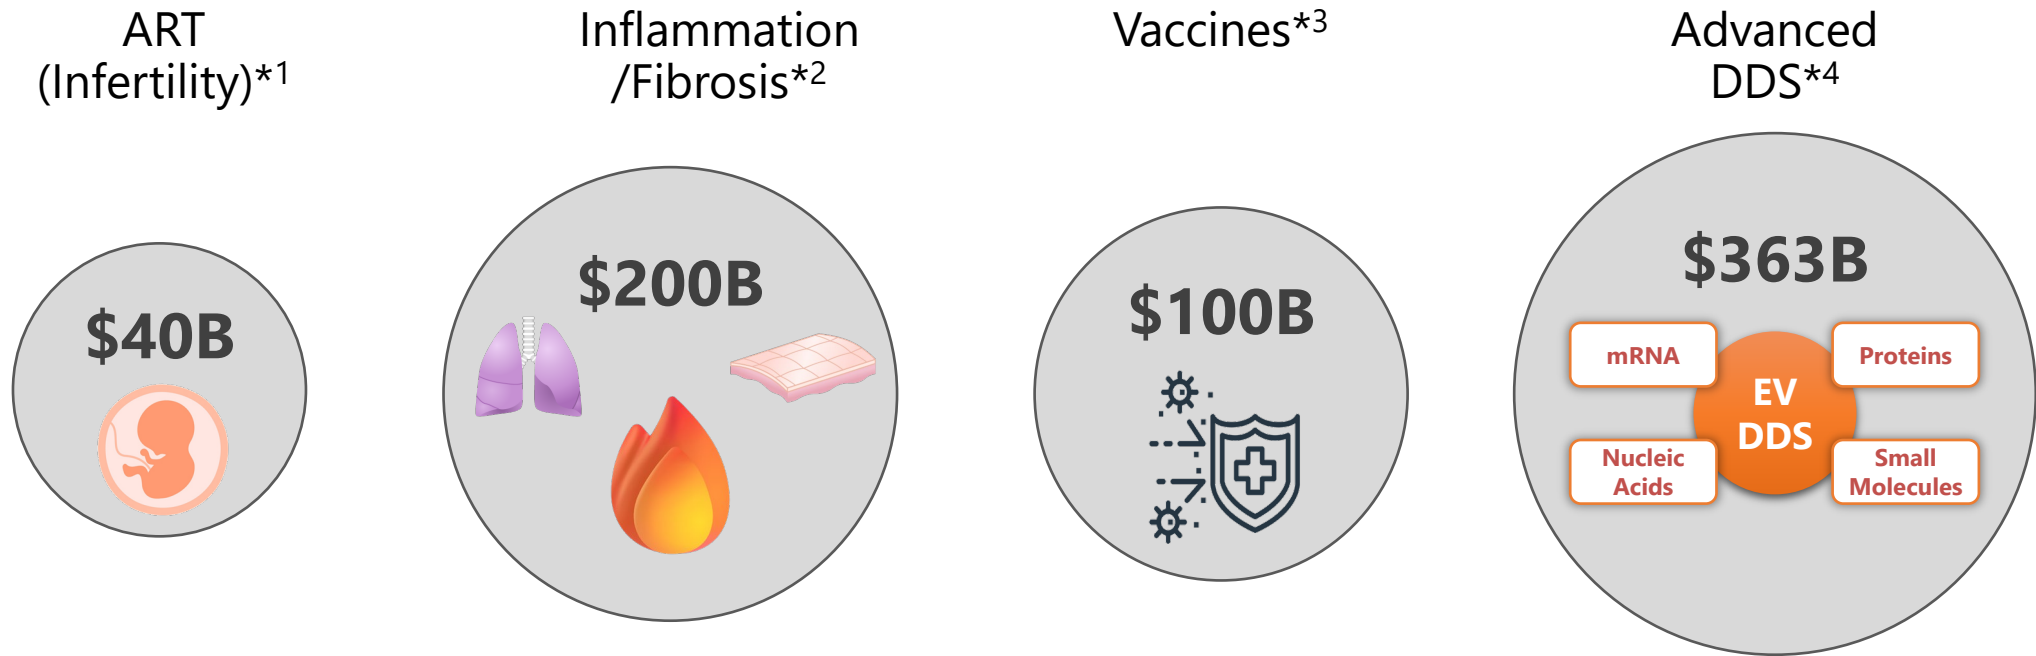 ART
(Infertility)*1
Inflammation
/Fibrosis*2
Vaccines*3
Advanced
DDS*4
$40B
$200B
$100B
$363B
mRNA
Proteins
EV
DDS
Nucleic
Acids
Small
Molecules